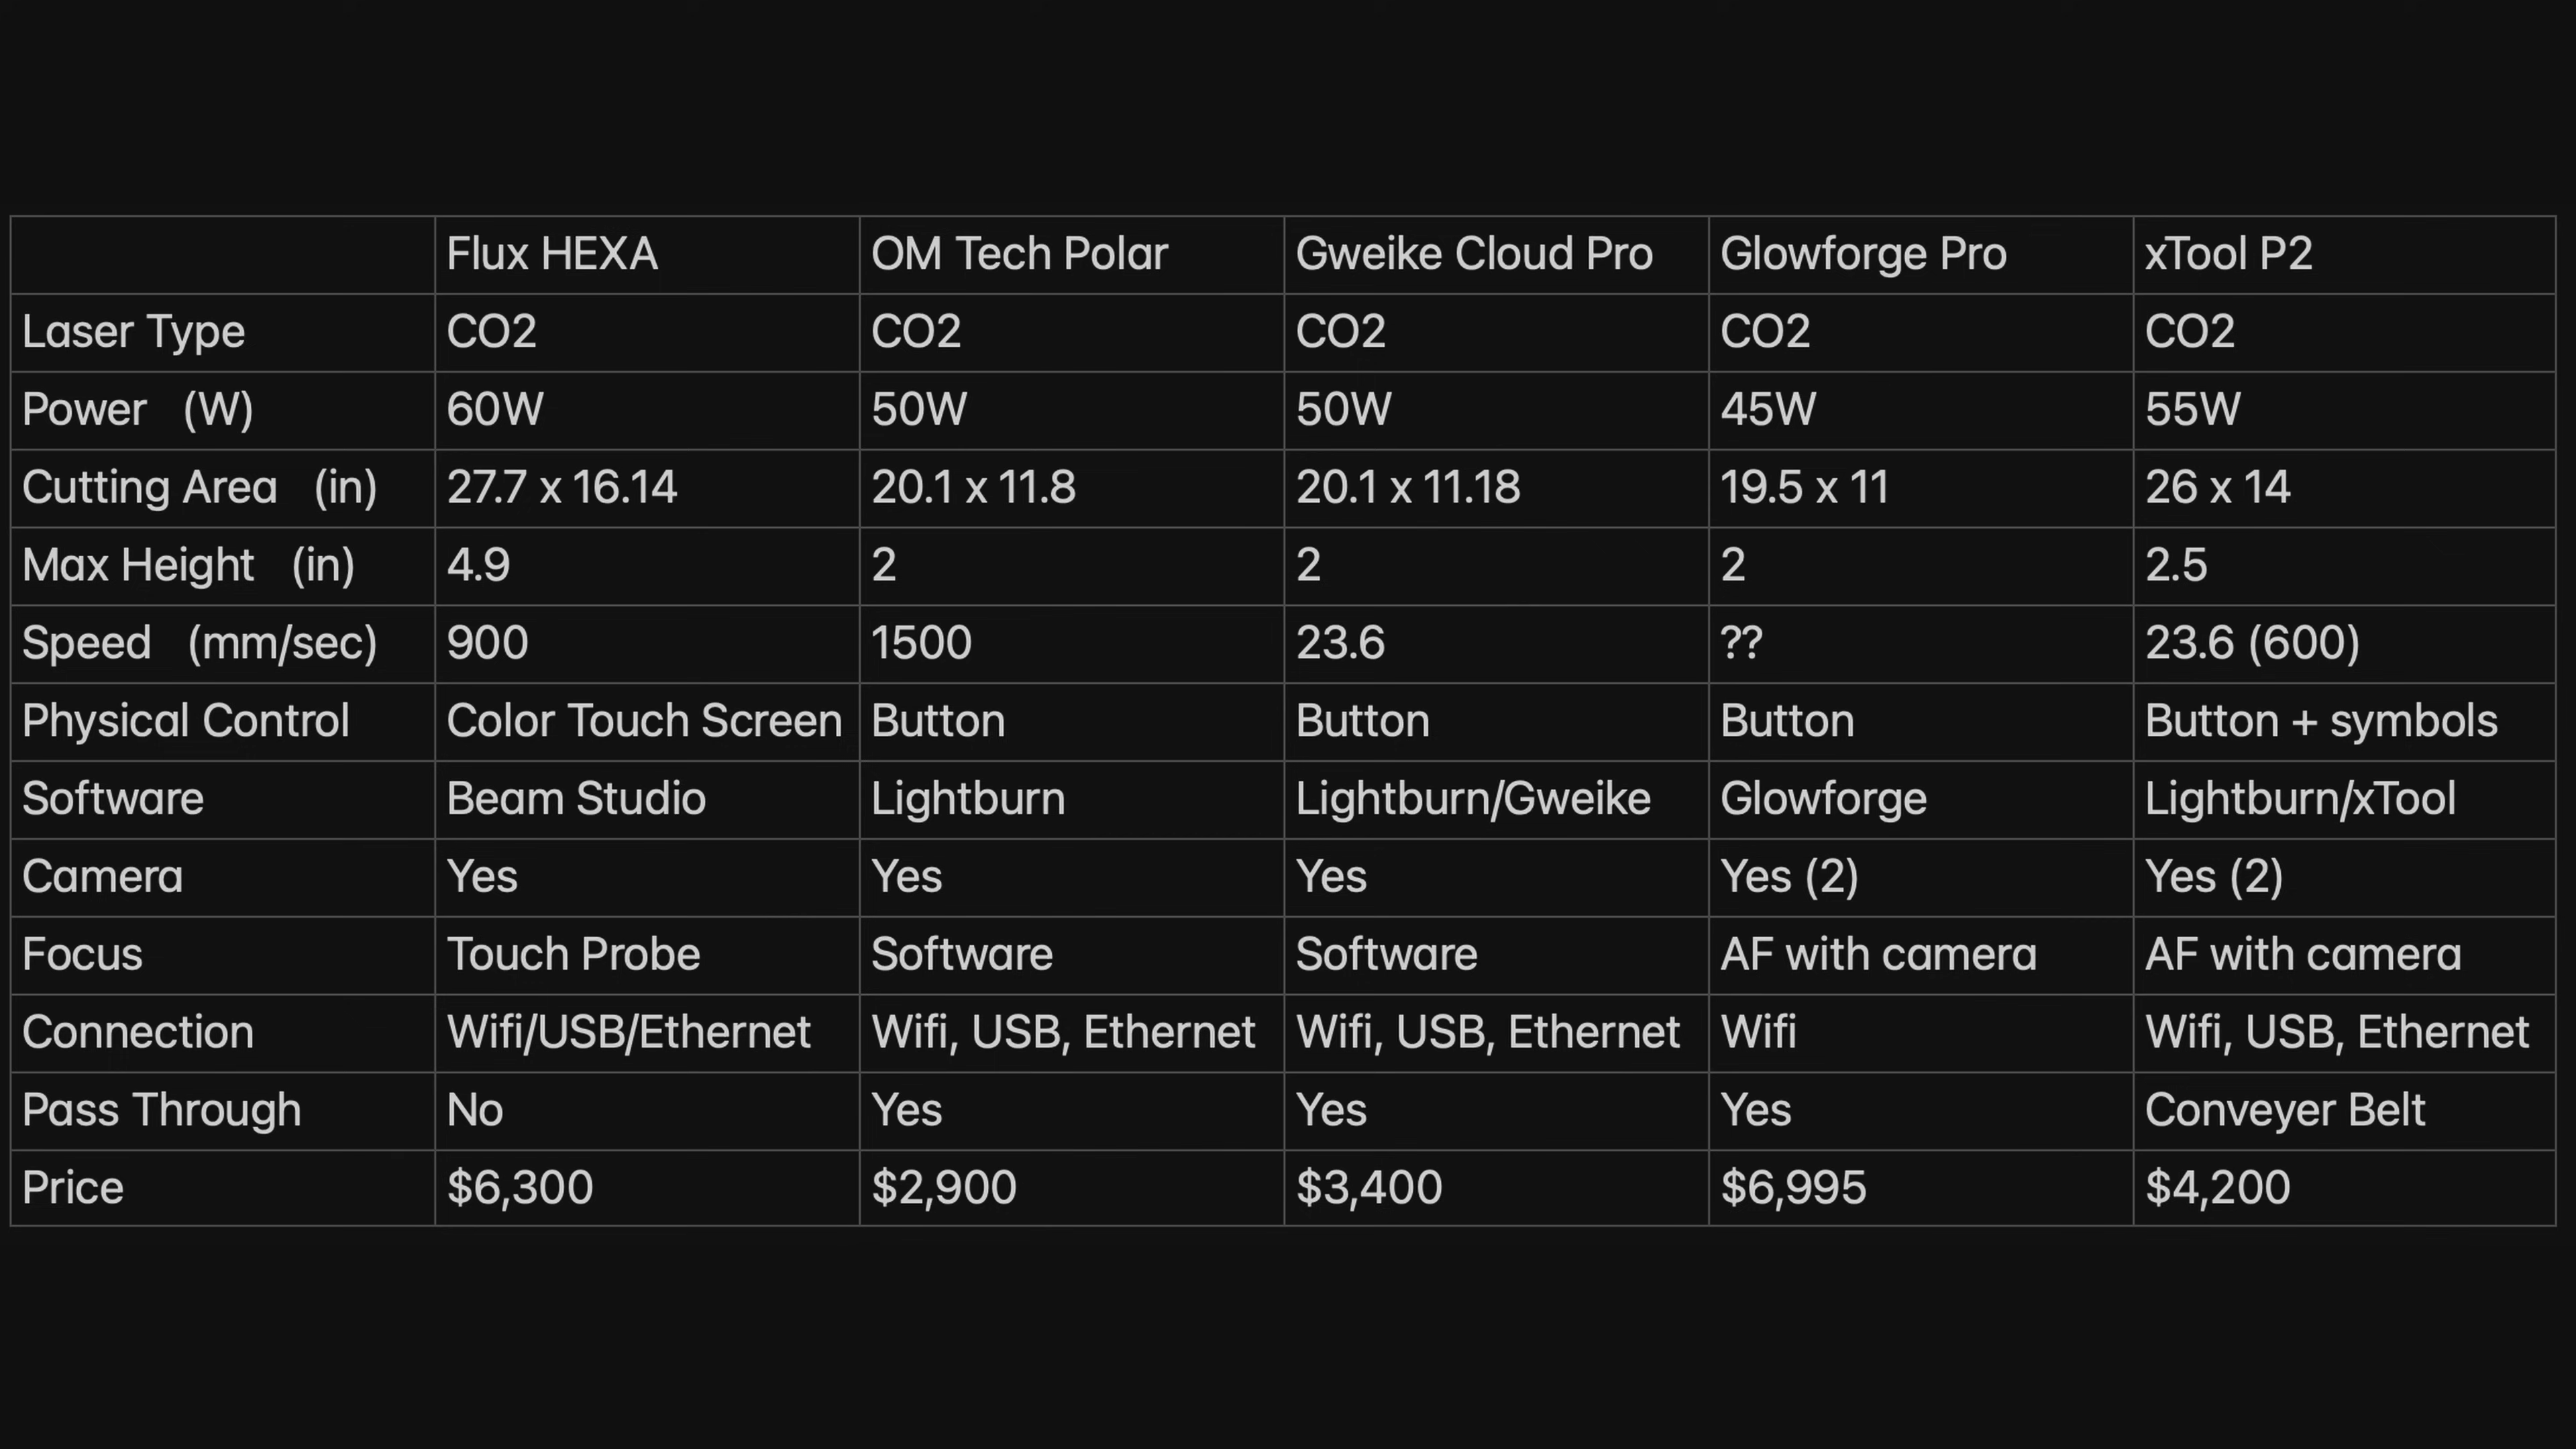 Flux HEXA OM Tech Polar Gweike Cloud Pro Glowforge Pro xTool P2
Laser Type CO2 CO2 CO2 CO2 CO2
Power (W) 60W 50W 50W 45W 55W
Cutting Area (in) 27.7 x 16.14 20.1 x 11.8 20.1 x 11.18 19.5 x 11 26 x 14
Max Height (in) 4.9 2 2 2 2.5
Speed (mm/sec) 900 1500 23.6 ?? 23.6 (600)
Physical Control Color Touch Screen Button Button Button Button + symbols
Software Beam Studio Lightburn Lightburn/Gweike Glowforge Lightburn/xTool
Camera Yes Yes Yes Yes (2) Yes (2)
Focus Touch Probe Software Software AF with camera AF with camera
Connection Wifi/USB/Ethernet Wifi, USB, Ethernet Wifi, USB, Ethernet Wifi Wifi, USB, Ethernet
Pass Through No Yes Yes Yes Conveyer Belt
Price $6,300 $2,900 $3,400 $6,995 $4,200